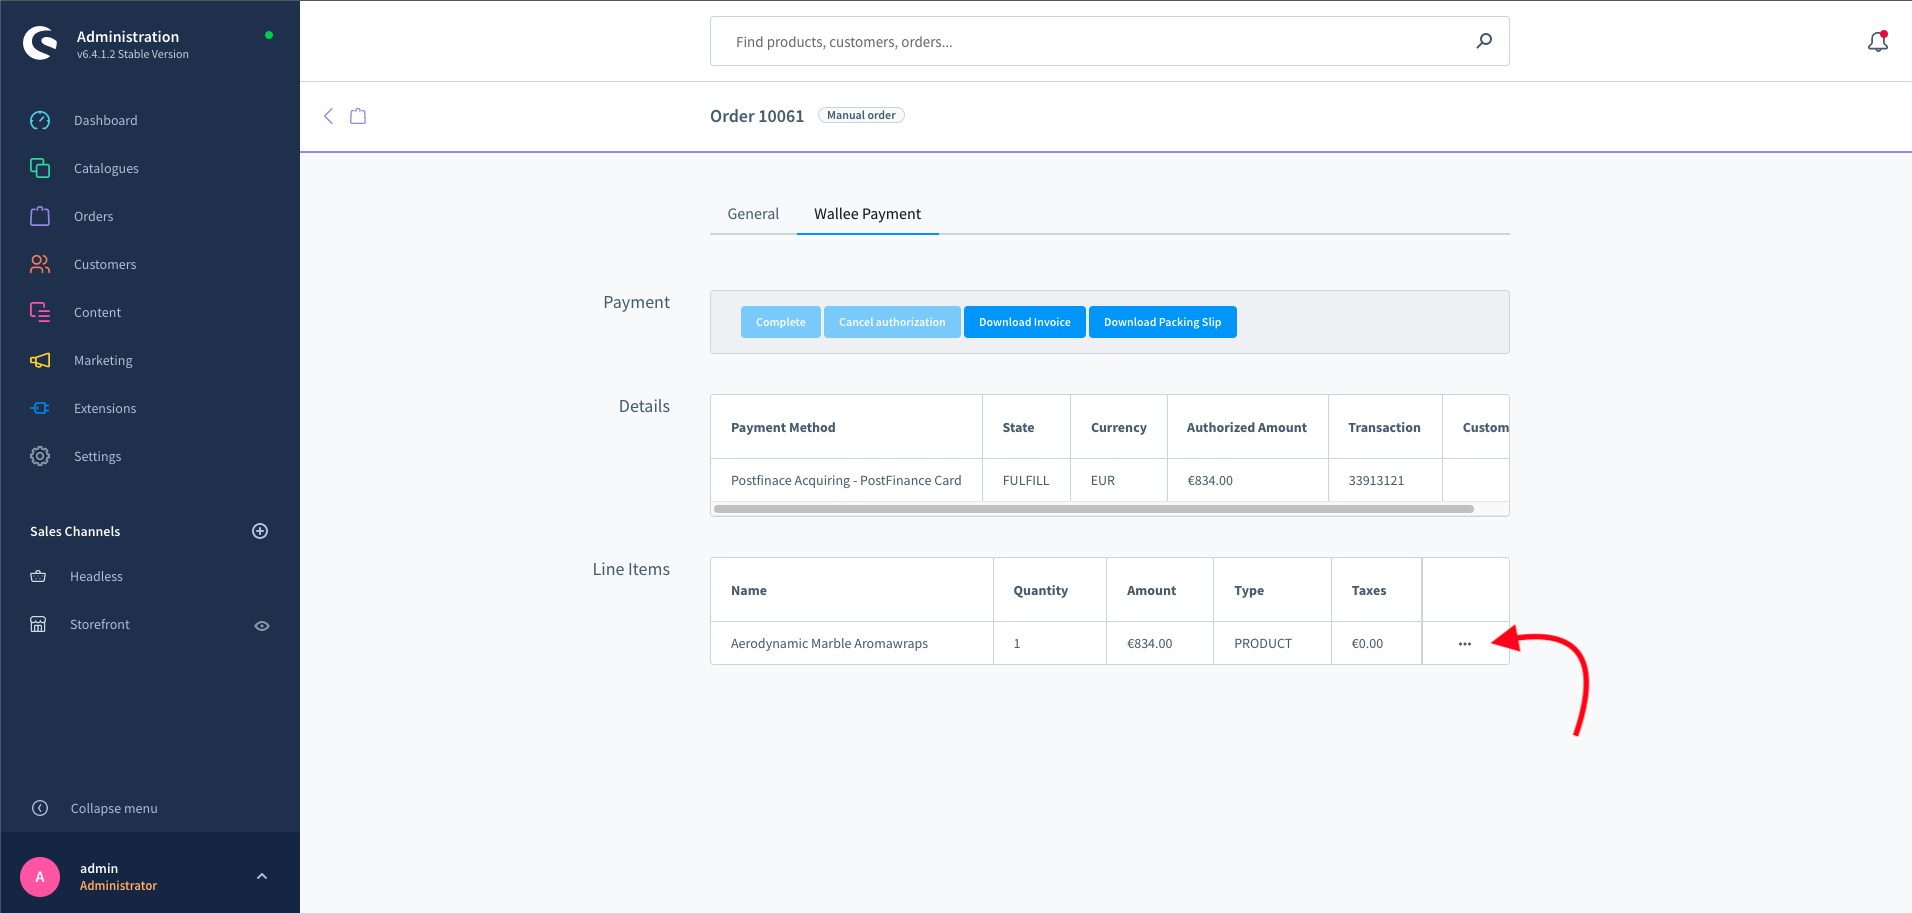 Administration
v6.4.1.2 Stable Version
Dashboard
Catalogues
Orders
Customers
Content
Marketing
Extensions
Settings
Sales Channels
Headless
Storefront
Collapse menu
A
admin
Administrator
Find products, customers, orders...
Order 10061 Manual order
General Wallee Payment
Payment
Complete Cancel authorization Download Invoice Download Packing Slip
Details
Payment Method State Currency Authorized Amount Transaction Custom
Postfinace Acquiring - PostFinance Card FULFILL EUR €834.00 33913121
Line Items
Name Quantity Amount Type Taxes
Aerodynamic Marble Aromawraps 1 €834.00 PRODUCT €0.00